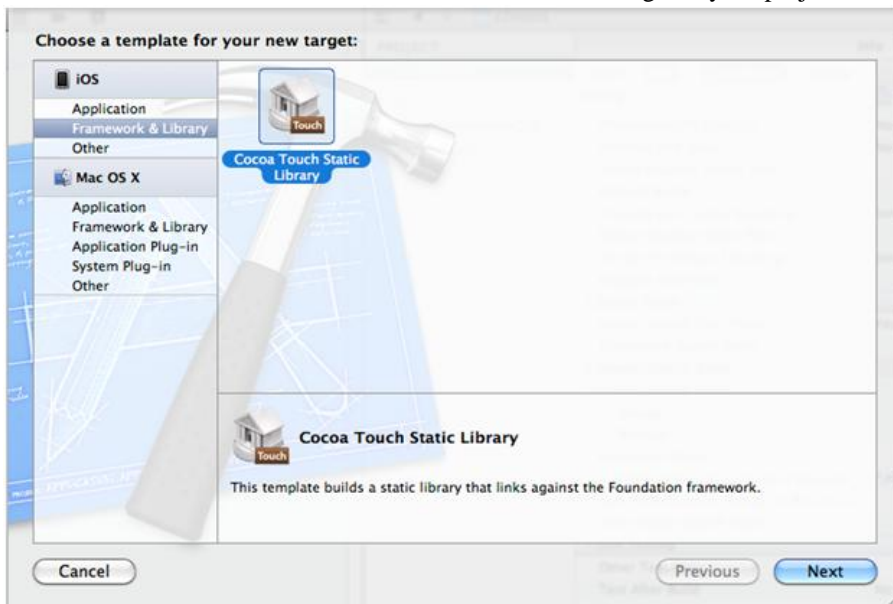 Choose a template for your new target:
iOS
Application
Framework & Library
Other
Mac OS X
Application
Framework & Library
Application Plug-in
System Plug-in
Other
Touch
Cocoa Touch Static
Library
Touch
Cocoa Touch Static Library
This template builds a static library that links against the Foundation framework.
Cancel
Previous
Next